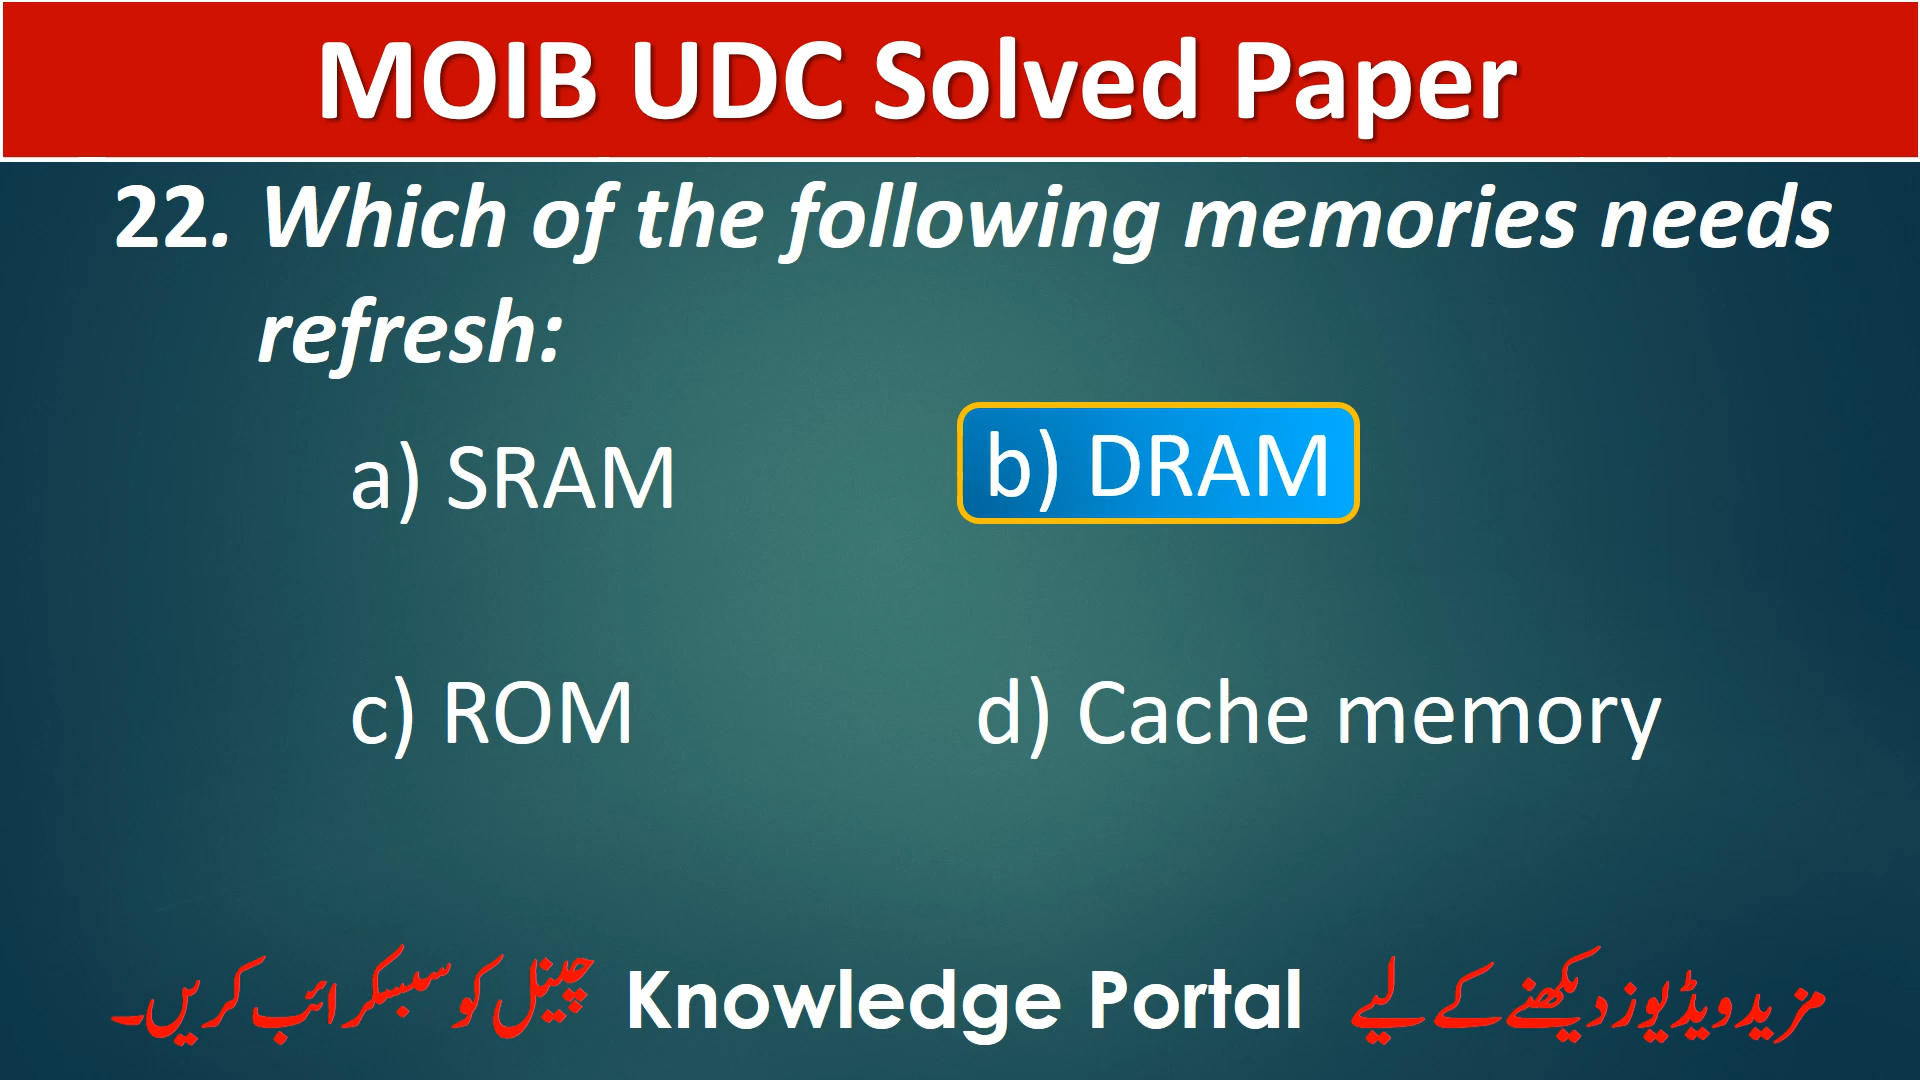 MOIB UDC Solved Paper
22. Which of the following memories needs
refresh:
a) SRAM b) DRAM
c) ROM d) Cache memory
مزید ویڈیوز دیکھنے کے لیے Knowledge Portal چینل کو سبسکرائب کریں۔